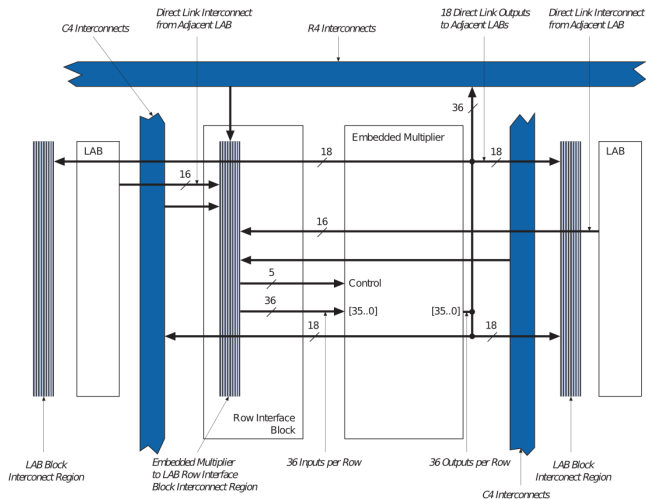 Direct Link Interconnect
from Adjacent LAB
18 Direct Link Outputs
to Adjacent LABs
Direct Link Interconnect
from Adjacent LAB
C4 Interconnects
R4 Interconnects
36
LAB
Embedded Multiplier
LAB
18
18
16
16
5
Control
36
[35..0]
[35..0]
18
18
Row Interface
Block
LAB Block
Interconect Region
Embedded Multiplier
to LAB Row Interface
Block Interconnect Region
36 Inputs per Row
36 Outputs per Row
LAB Block
Interconect Region
C4 Interconnects